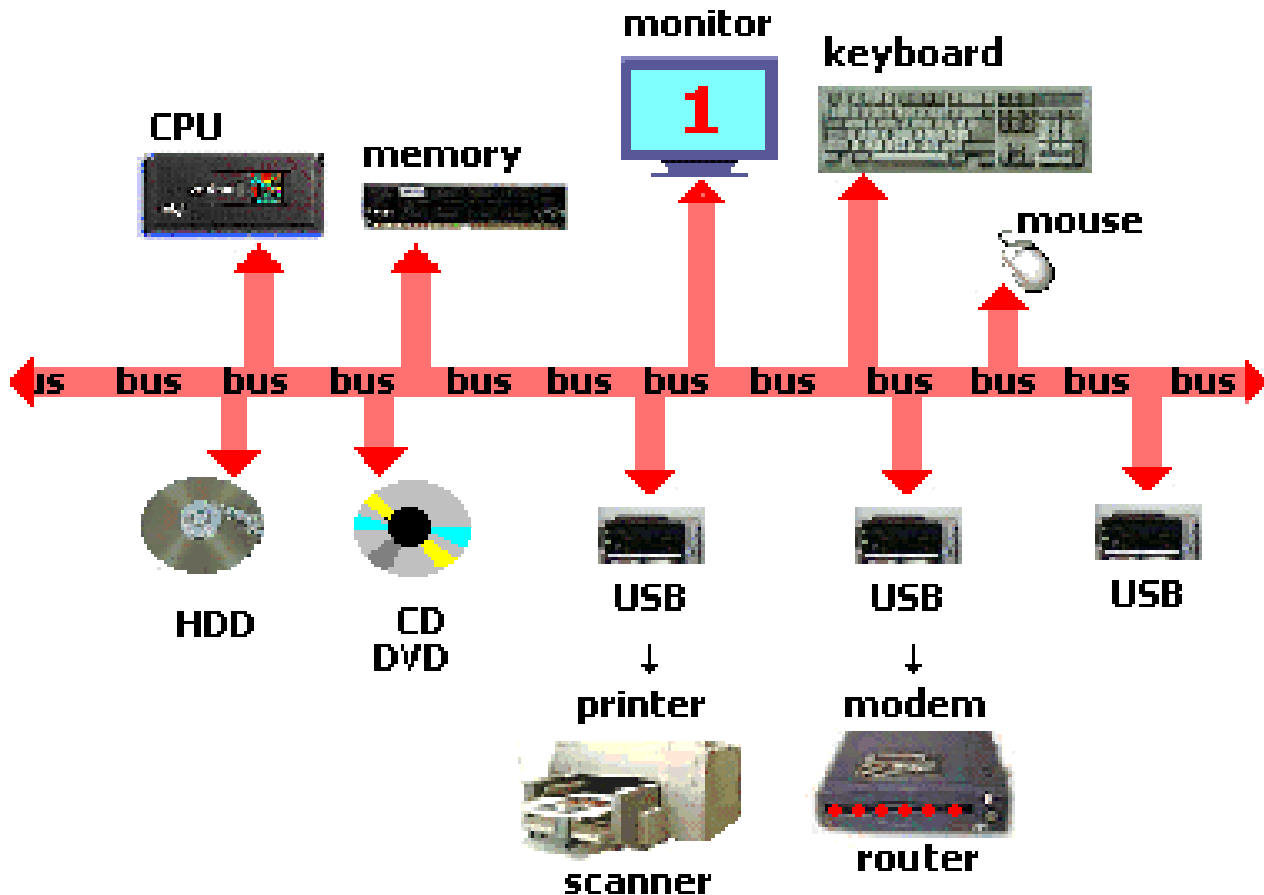 monitor
keyboard
1
CPU
memory
mouse
us bus bus bus bus bus bus bus bus bus bus bus
HDD
CD
DVD
USB
USB
USB
↓
↓
printer
modem
scanner
router